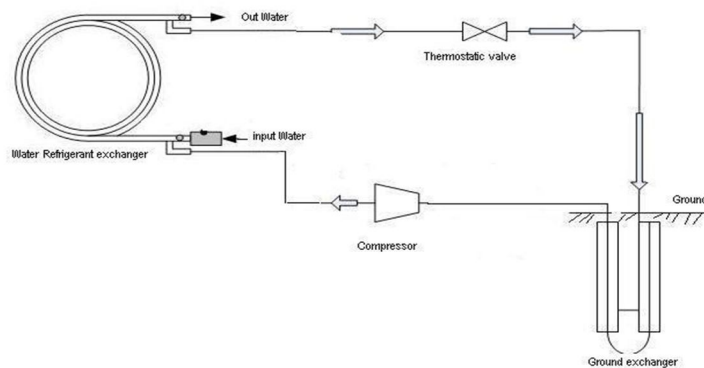 Out Water
Thermostatic valve
input Water
Water Refrigerant exchanger
Compressor
Ground
Ground exchanger